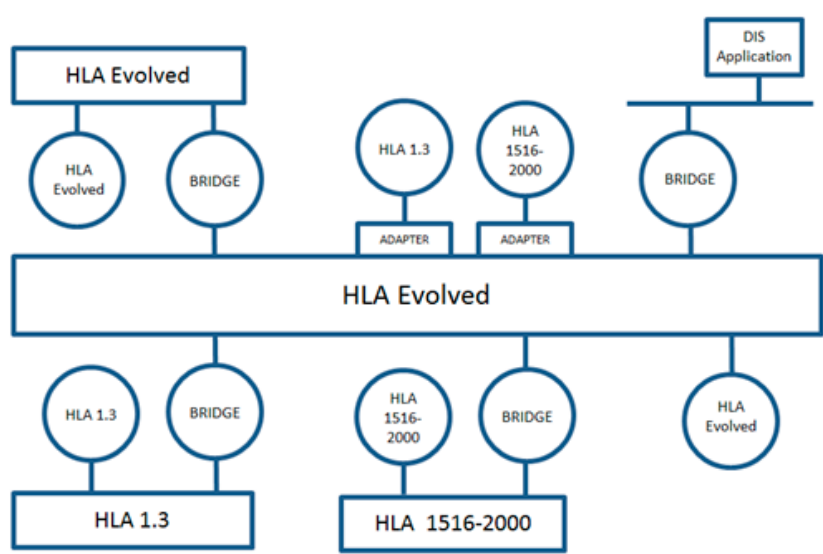 DIS
Application
HLA Evolved
HLA
Evolved
BRIDGE
HLA 1.3
HLA
1516-
2000
BRIDGE
ADAPTER
ADAPTER
HLA Evolved
HLA 1.3
BRIDGE
HLA
1516-
2000
BRIDGE
HLA
Evolved
HLA 1.3
HLA 1516-2000